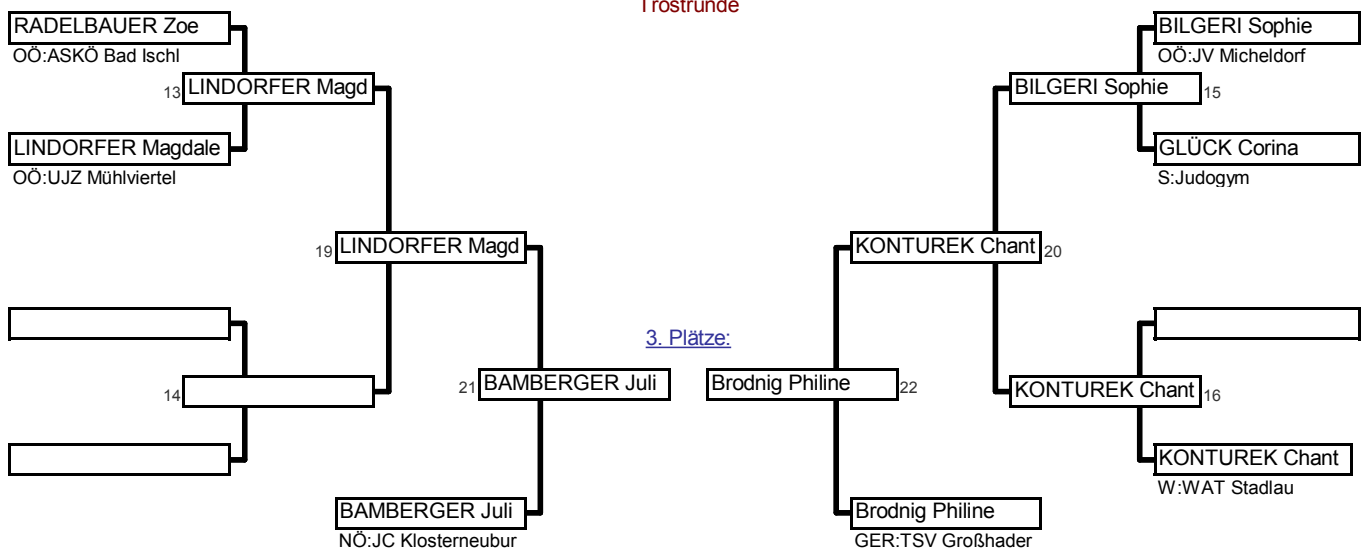 Trostrunde
RADELBAUER Zoe
OÖ:ASKÖ Bad Ischl
13 LINDORFER Magd
LINDORFER Magdale
OÖ:UJZ Mühlviertel
19 LINDORFER Magd
14
21 BAMBERGER Juli
BAMBERGER Juli
NÖ:JC Klosterneubur
3. Plätze:
BILGERI Sophie
OÖ:JV Micheldorf
BILGERI Sophie 15
GLÜCK Corina
S:Judogym
KONTUREK Chant 20
Brodnig Philine 22
KONTUREK Chant 16
KONTUREK Chant
W:WAT Stadlau
Brodnig Philine
GER:TSV Großhader